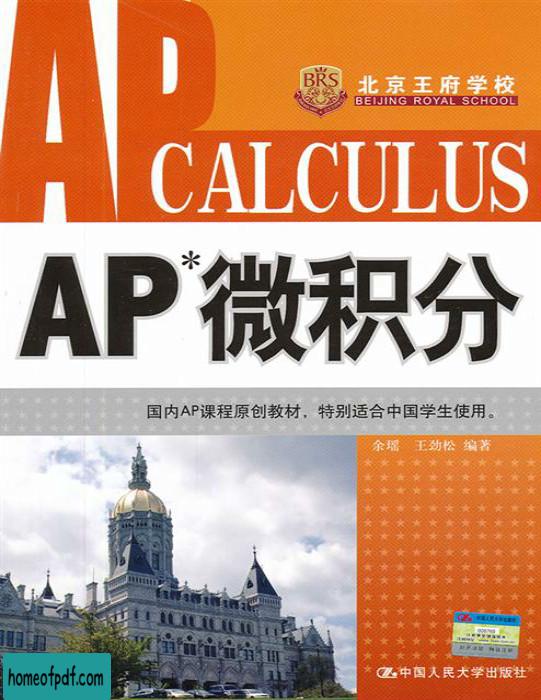 AP
CALCULUS
BRS
北京王府学校
BEIJING ROYAL SCHOOL
AP*微积分
国内AP课程原创教材，特别适合中国学生使用。
余瑶 王劲松 编著
中国人民大学出版社
homeofpdf.com